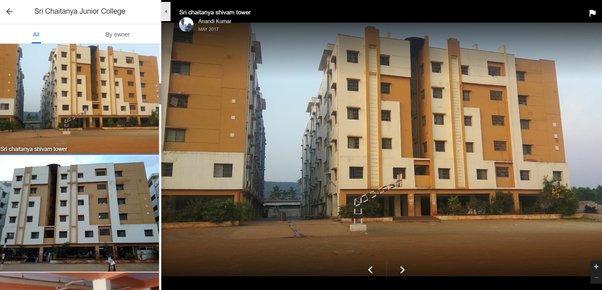 Sri Chaitanya Junior College
All
By owner
Sri chaitanya shivam tower
Sri chaitanya shivam tower
Anandi Kumar
MAY 2017